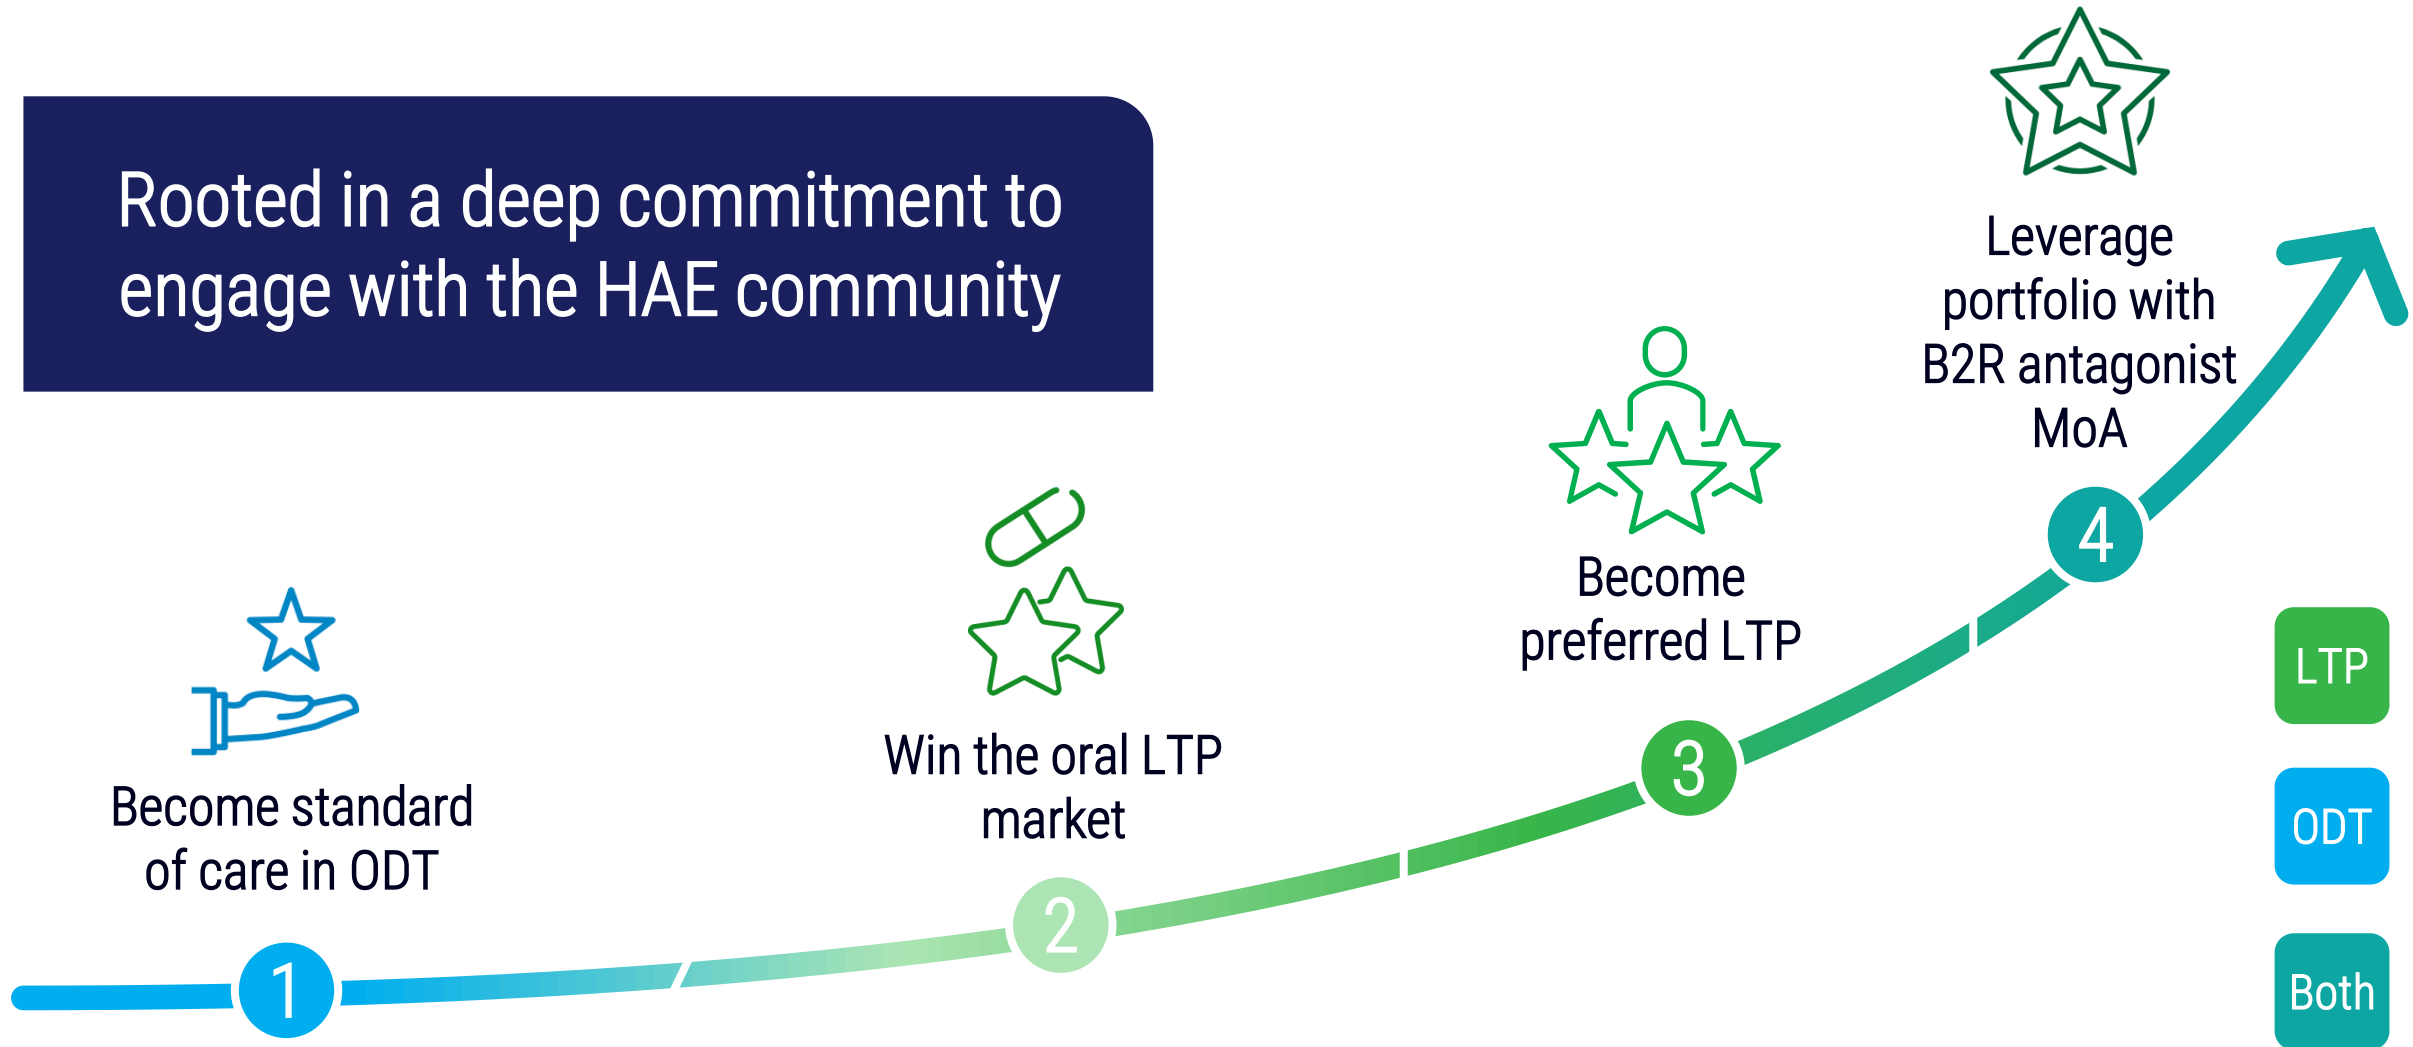 Rooted in a deep commitment to
engage with the HAE community
Become standard
of care in ODT
1
Win the oral LTP
market
2
Become
preferred LTP
3
Leverage
portfolio with
B2R antagonist
MoA
4
LTP
ODT
Both